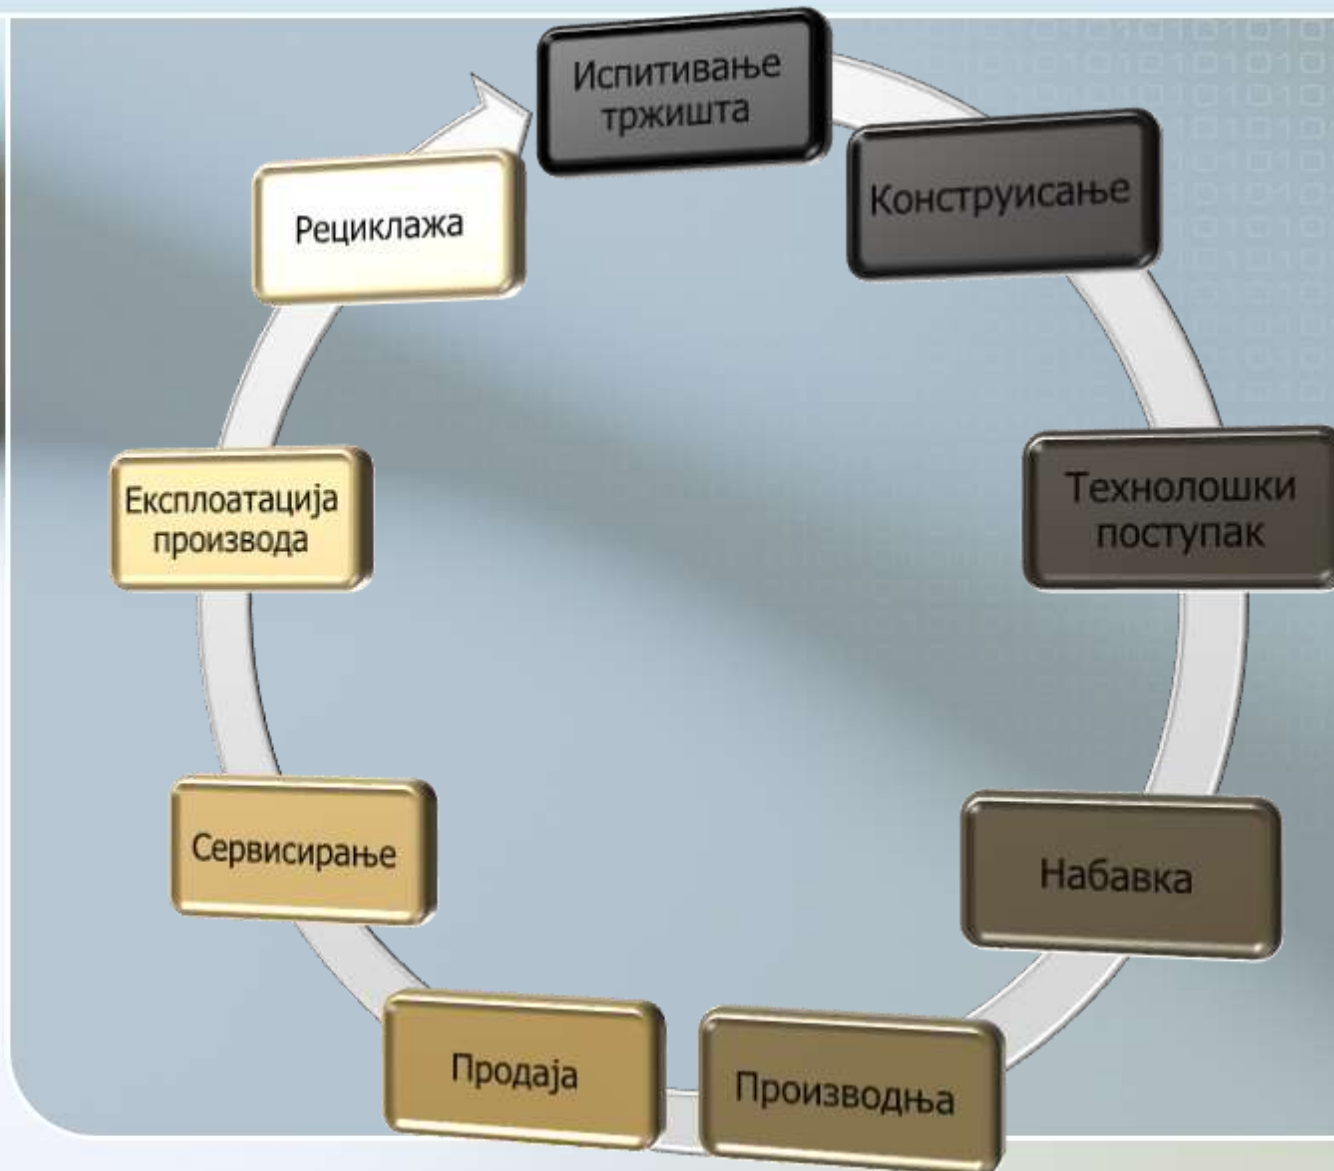 Испитивање
тржишта
Конструисање
Технолошки
поступак
Набавка
Производња
Продаја
Сервисирање
Експлоатација
производа
Рециклажа